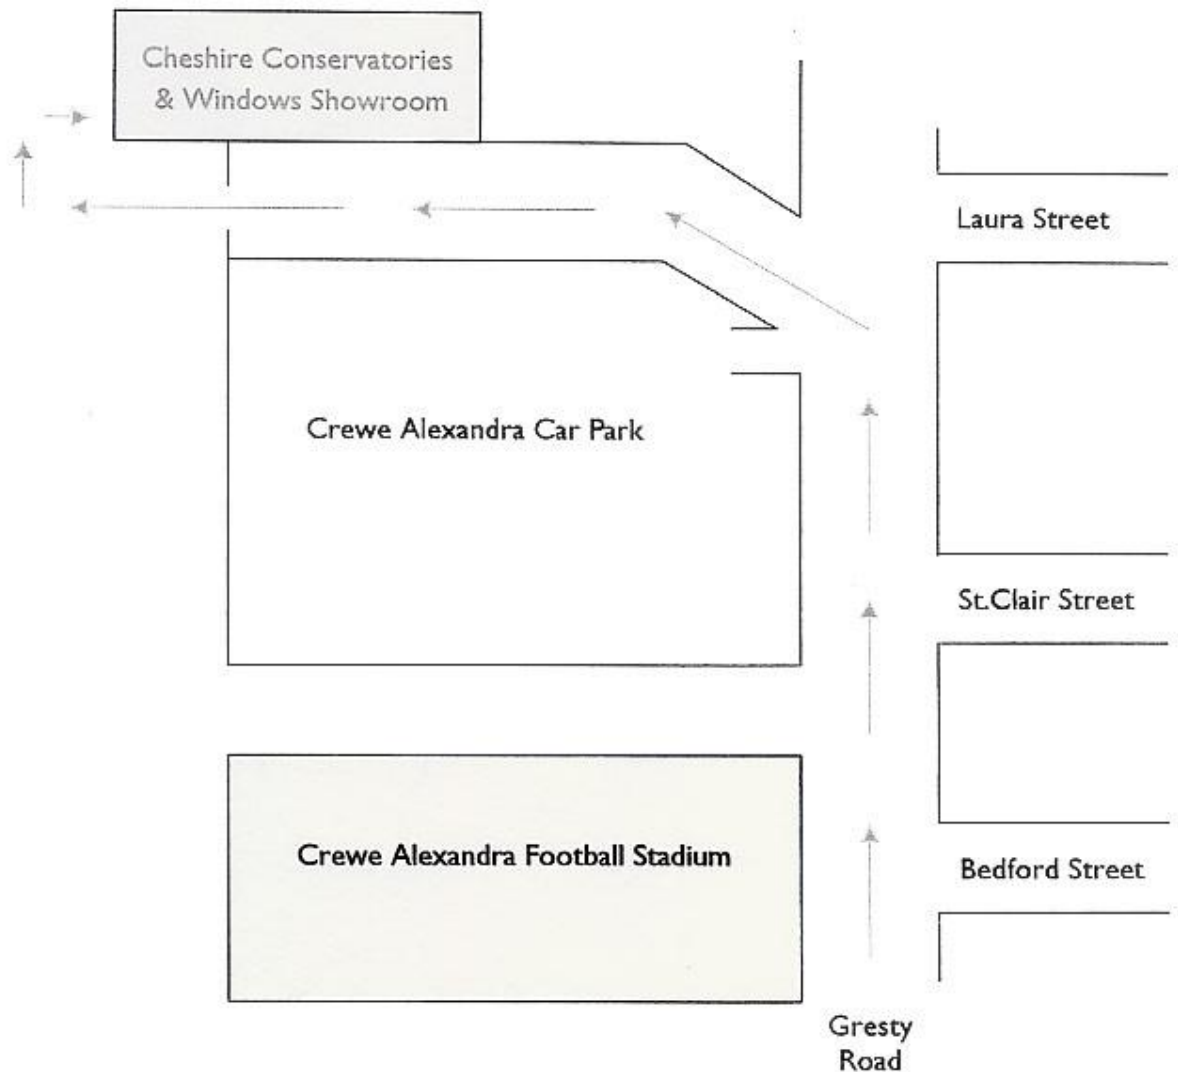 Cheshire Conservatories
& Windows Showroom
Laura Street
Crewe Alexandra Car Park
St.Clair Street
Crewe Alexandra Football Stadium
Bedford Street
Gresty
Road